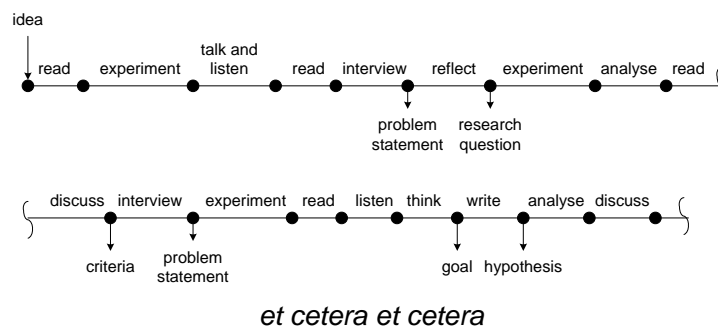 idea
read experiment talk and listen read interview reflect experiment analyse read
problem statement research question
discuss interview experiment read listen think write analyse discuss
criteria problem statement goal hypothesis
et cetera et cetera